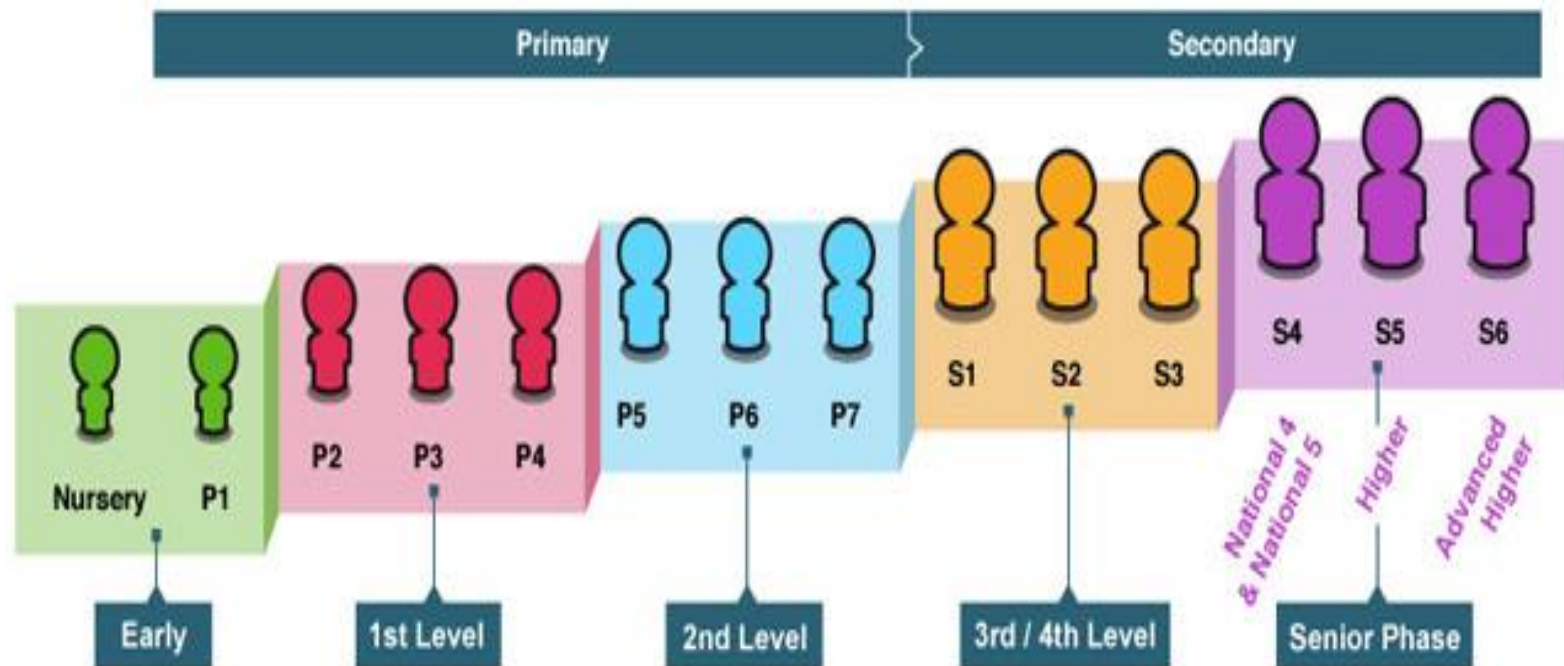 Primary
Secondary
Nursery
P1
P2
P3
P4
P5
P6
P7
S1
S2
S3
S4
S5
S6
National 4
& National 5
Higher
Advanced
Higher
Early
1st Level
2nd Level
3rd / 4th Level
Senior Phase